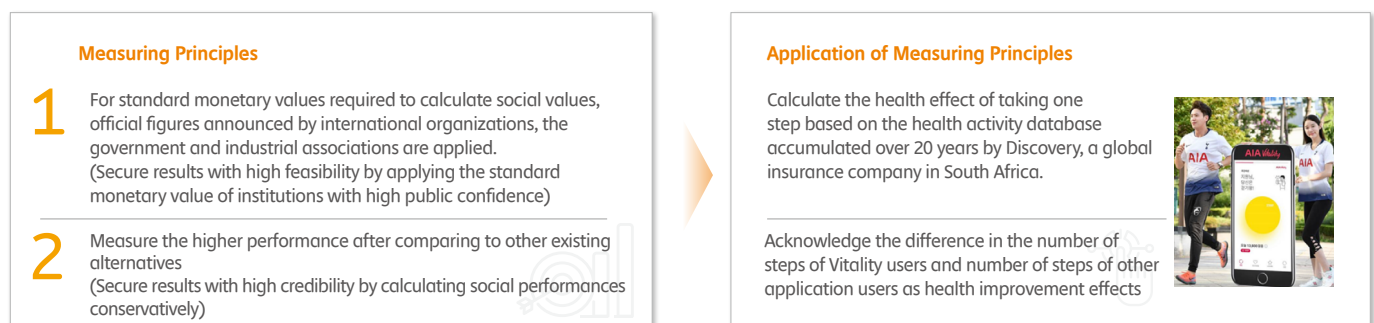 Measuring Principles
1
For standard monetary values required to calculate social values,
official figures announced by international organizations, the
government and industrial associations are applied.
(Secure results with high feasibility by applying the standard
monetary value of institutions with high public confidence)
2
Measure the higher performance after comparing to other existing
alternatives
(Secure results with high credibility by calculating social performances
conservatively)
Application of Measuring Principles
Calculate the health effect of taking one
step based on the health activity database
accumulated over 20 years by Discovery, a global
insurance company in South Africa.
Acknowledge the difference in the number of
steps of Vitality users and number of steps of other
application users as health improvement effects
AIA
AIA Vitality
AIA